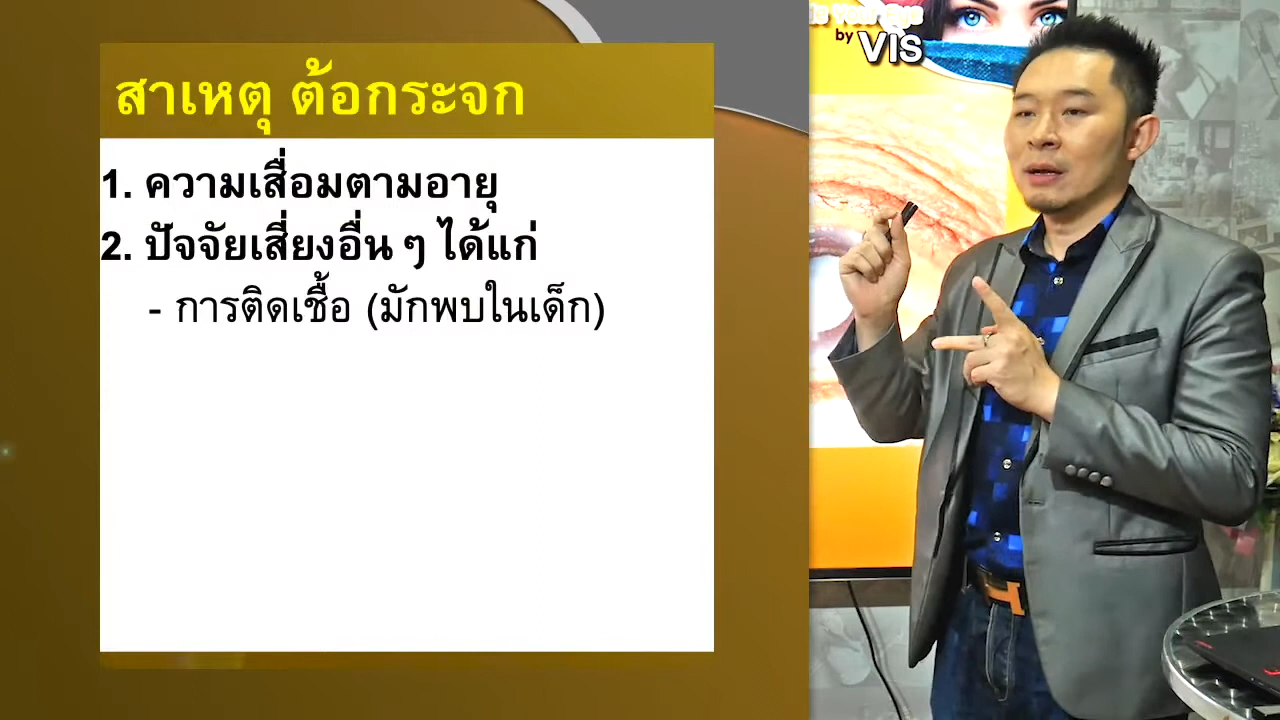 สาเหตุ ต้อกระจก
1. ความเสื่อมตามอายุ
2. ปัจจัยเสี่ยงอื่น ๆ ได้แก่
- การติดเชื้อ (มักพบในเด็ก)
Your Eye
by VIS